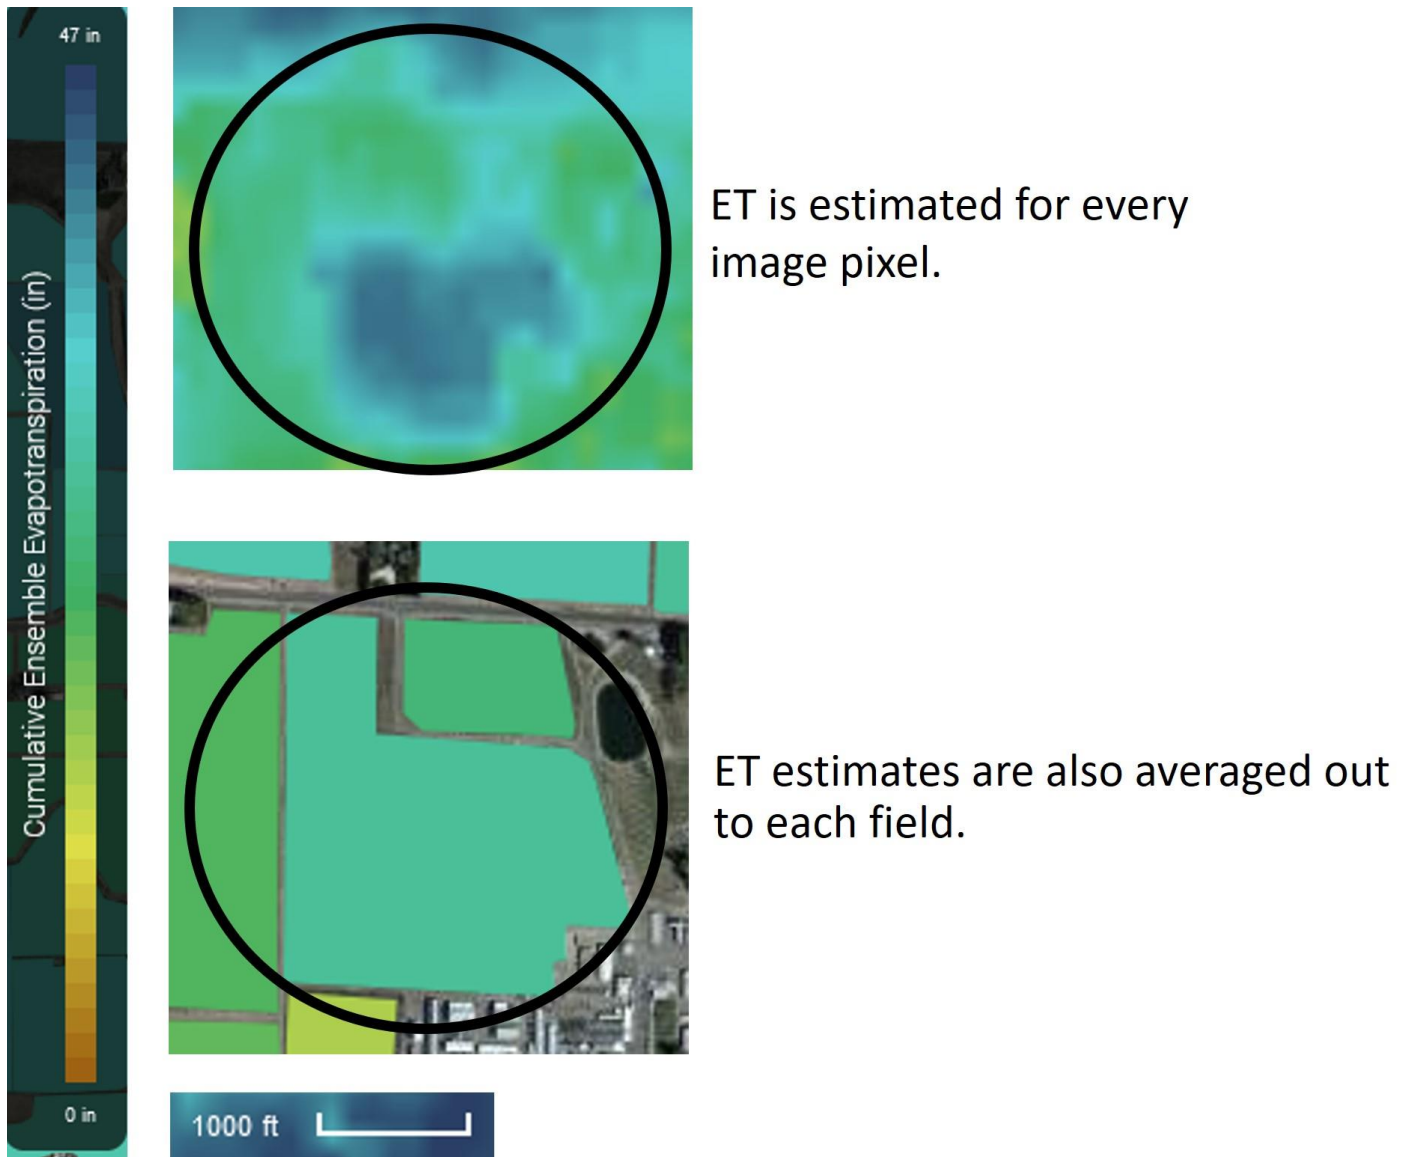 47 in
Cumulative Ensemble Evapotranspiration (in)
0 in
ET is estimated for every
image pixel.
ET estimates are also averaged out
to each field.
1000 ft